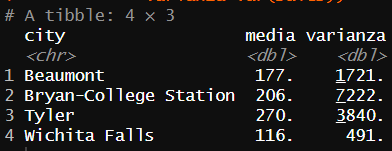 # A tibble: 4 × 3
city media varianza
<chr> <dbl> <dbl>
1 Beaumont 177. 1721.
2 Bryan-College Station 206. 7222.
3 Tyler 270. 3840.
4 Wichita Falls 116. 491.